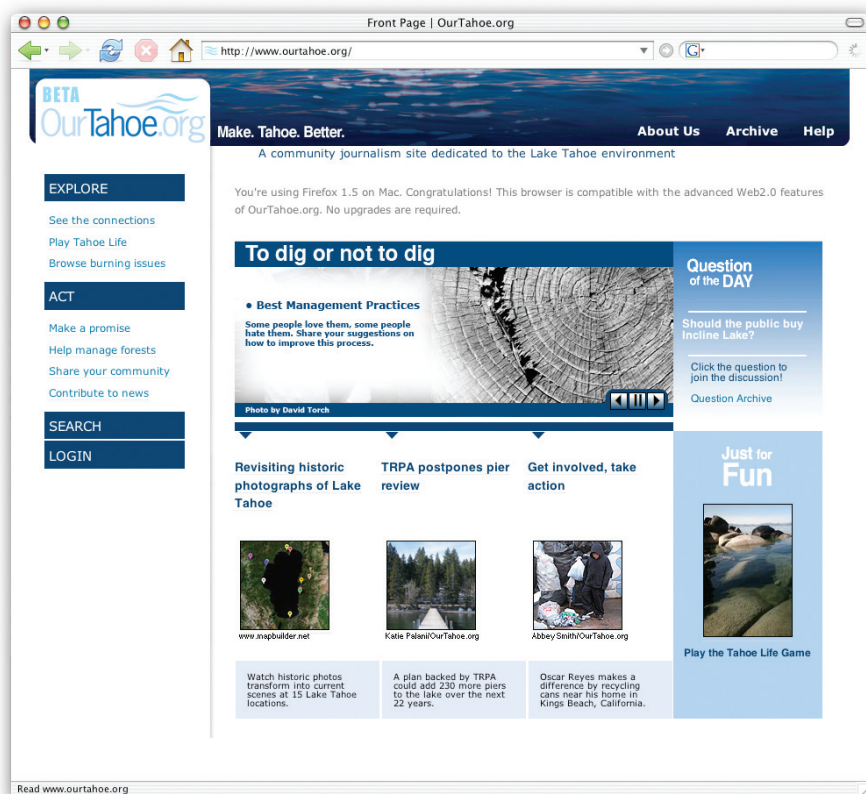 Front Page | OurTahoe.org
http://www.ourtahoe.org/
G
BETA
OurTahoe.org
Make. Tahoe. Better.
About Us Archive Help
A community journalism site dedicated to the Lake Tahoe environment
EXPLORE
See the connections
Play Tahoe Life
Browse burning issues
ACT
Make a promise
Help manage forests
Share your community
Contribute to news
SEARCH
LOGIN
You're using Firefox 1.5 on Mac. Congratulations! This browser is compatible with the advanced Web2.0 features
of OurTahoe.org. No upgrades are required.
To dig or not to dig
• Best Management Practices
Some people love them, some people
hate them. Share your suggestions on
how to improve this process.
Photo by David Torch
Question
of the DAY
Should the public buy
Incline Lake?
Click the question to
join the discussion!
Question Archive
Revisiting historic
photographs of Lake
Tahoe
www.mapbuilder.net
Watch historic photos
transform into current
scenes at 15 Lake Tahoe
locations.
TRPA postpones pier
review
Katie Palani/OurTahoe.org
A plan backed by TRPA
could add 230 more piers
to the lake over the next
22 years.
Get involved, take
action
Abbey Smith/OurTahoe.org
Oscar Reyes makes a
difference by recycling
cans near his home in
Kings Beach, California.
Just for
Fun
Play the Tahoe Life Game
Read www.ourtahoe.org